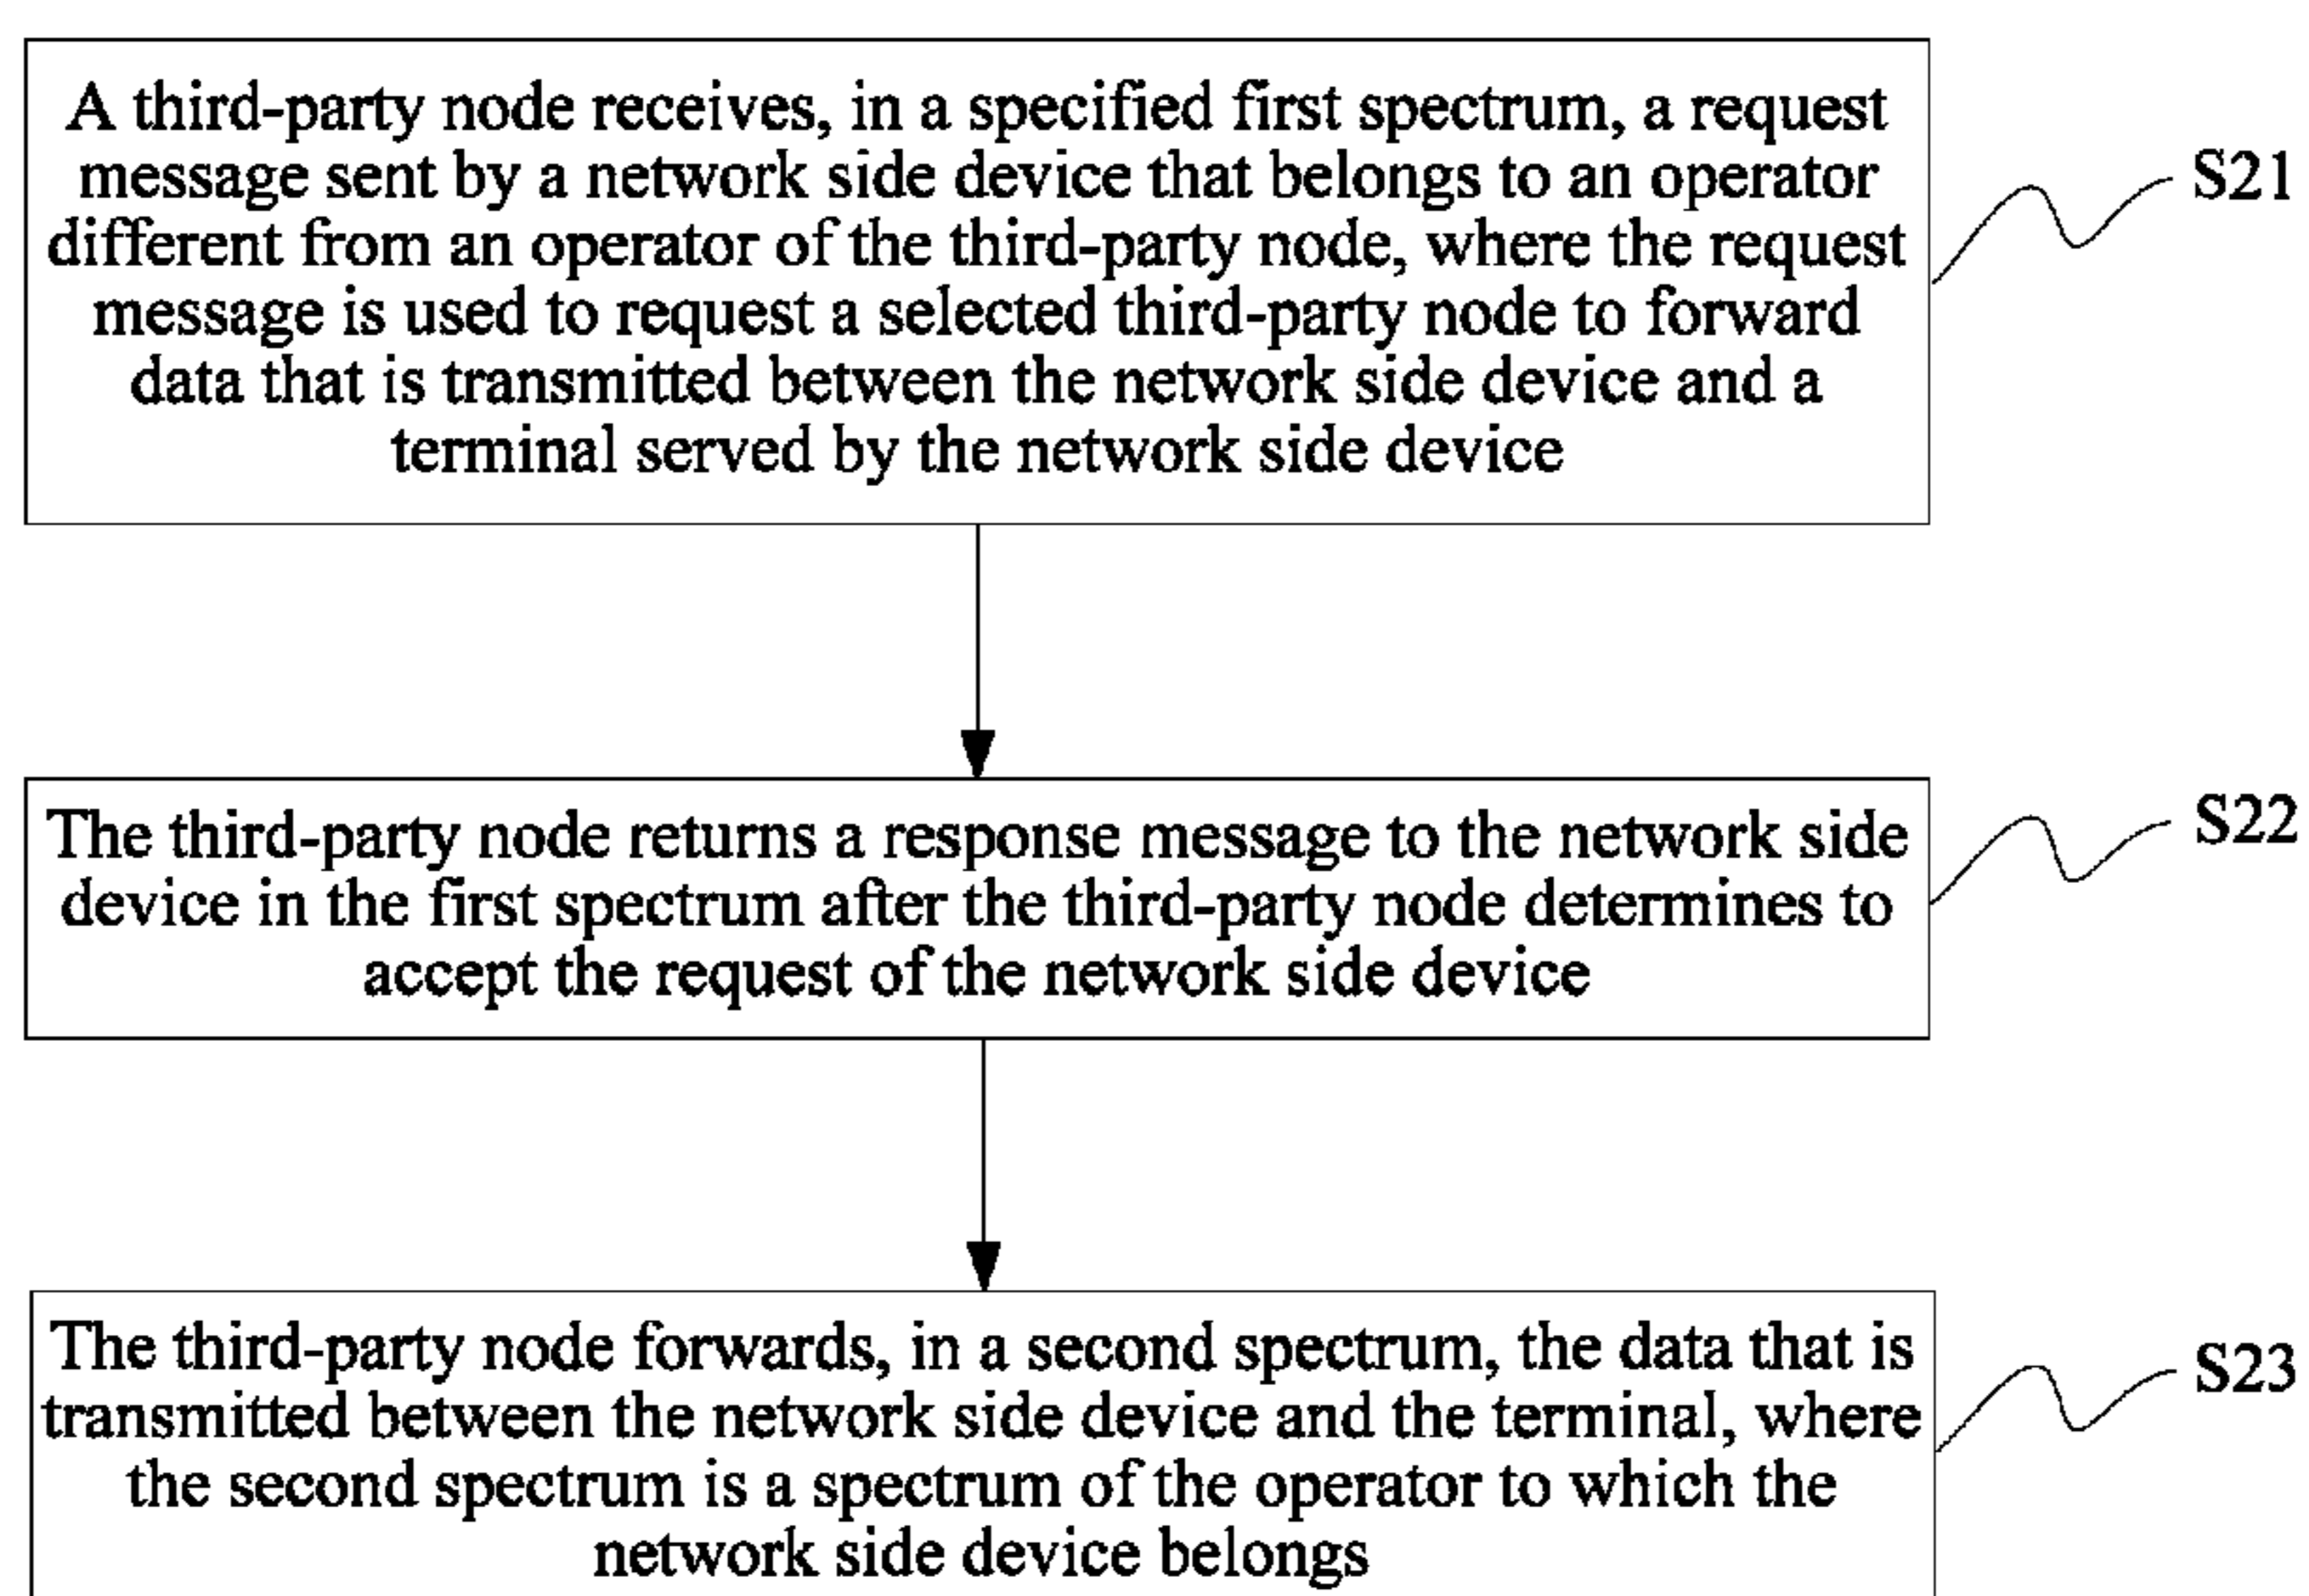 A third-party node receives, in a specified first spectrum, a request
message sent by a network side device that belongs to an operator
different from an operator of the third-party node, where the request
message is used to request a selected third-party node to forward
data that is transmitted between the network side device and a
terminal served by the network side device
S21
The third-party node returns a response message to the network side
device in the first spectrum after the third-party node determines to
accept the request of the network side device
S22
The third-party node forwards, in a second spectrum, the data that is
transmitted between the network side device and the terminal, where
the second spectrum is a spectrum of the operator to which the
network side device belongs
S23